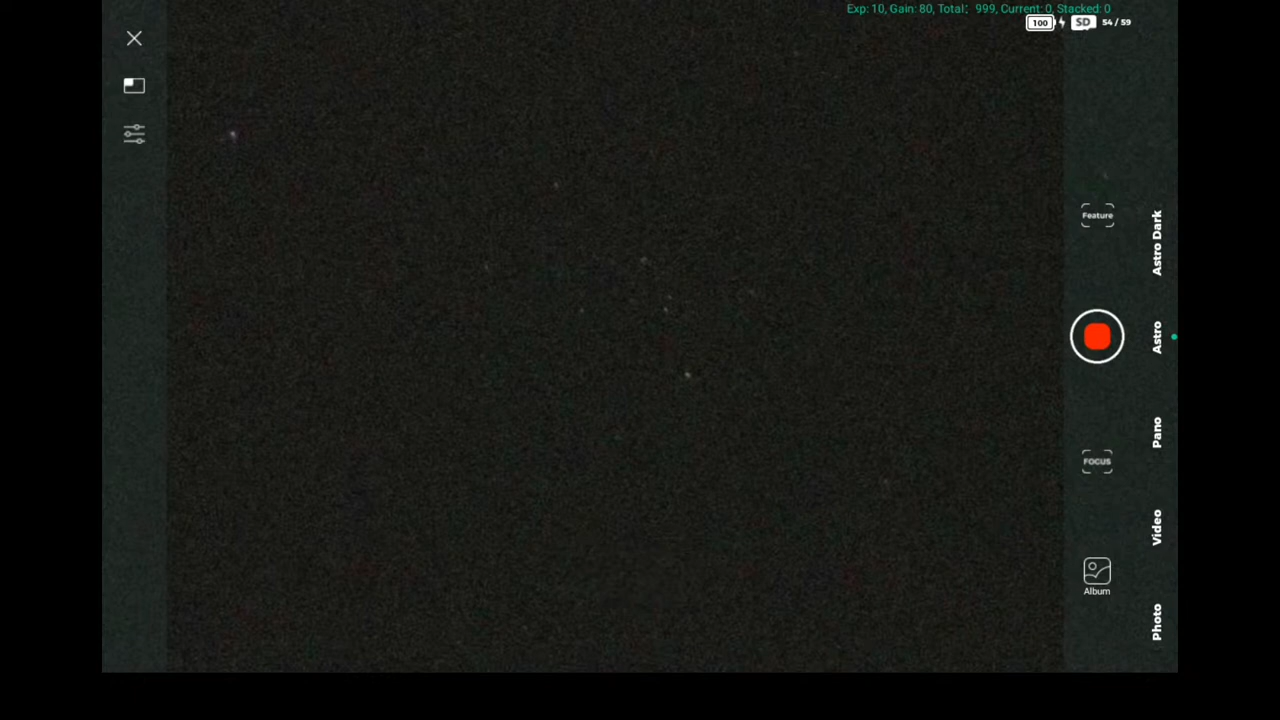 Exp: 10, Gain: 80, Total: 999, Current: 0, Stacked: 0
100 SD 54 / 59
Feature
FOCUS
Album
Astro Dark
Astro
Pano
Video
Photo